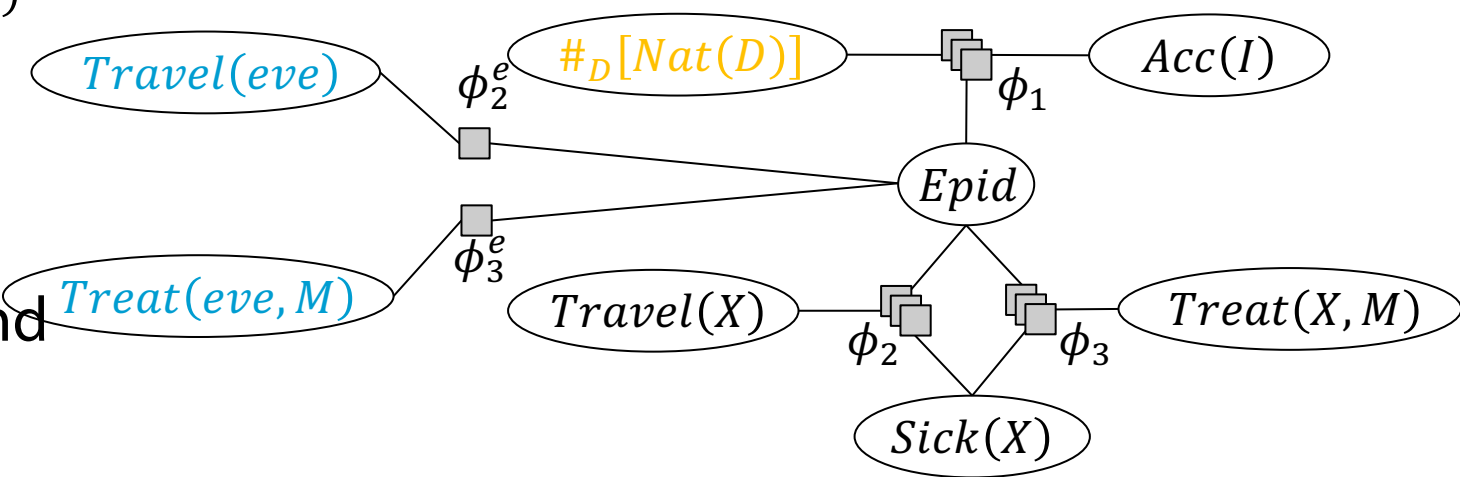 )
Travel(eve)
#_D[Nat(D)]
Acc(I)
ϕ_2^e
ϕ_1
Epid
ϕ_3^e
Treat(eve, M)
Travel(X)
Treat(X, M)
ϕ_2
ϕ_3
Sick(X)